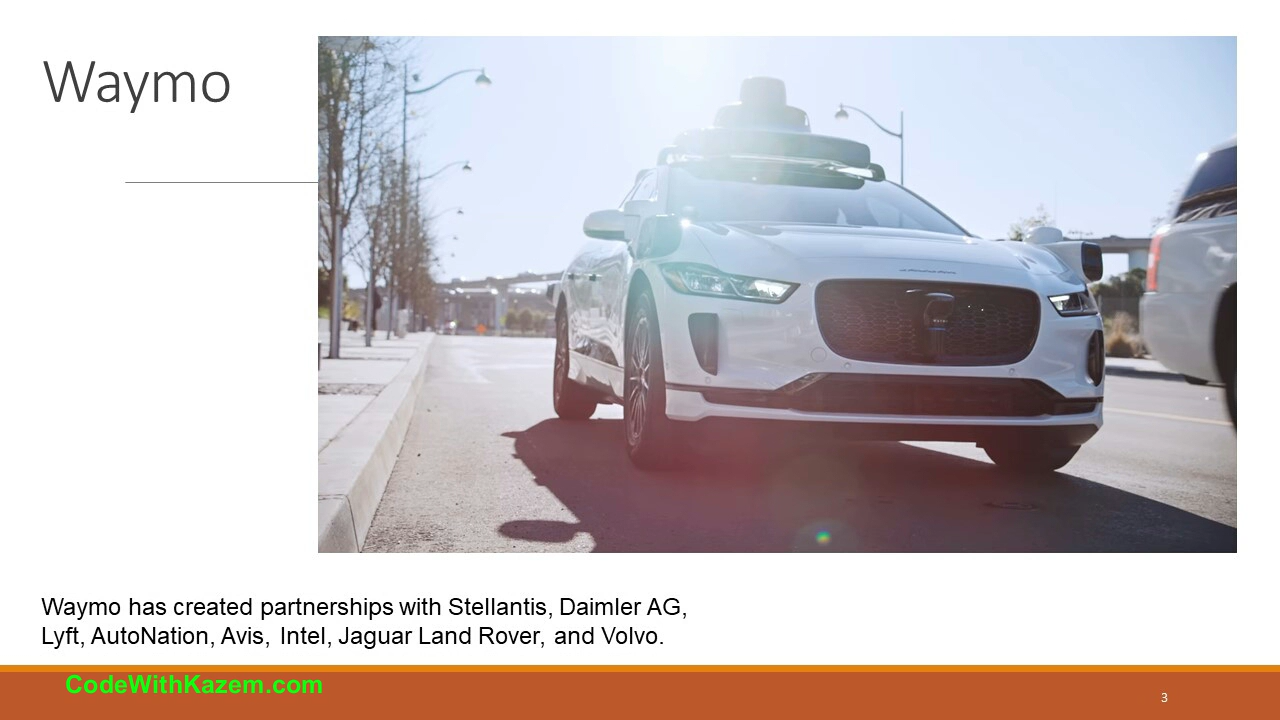 Waymo
Waymo has created partnerships with Stellantis, Daimler AG,
Lyft, AutoNation, Avis, Intel, Jaguar Land Rover, and Volvo.
CodeWithKazem.com
3